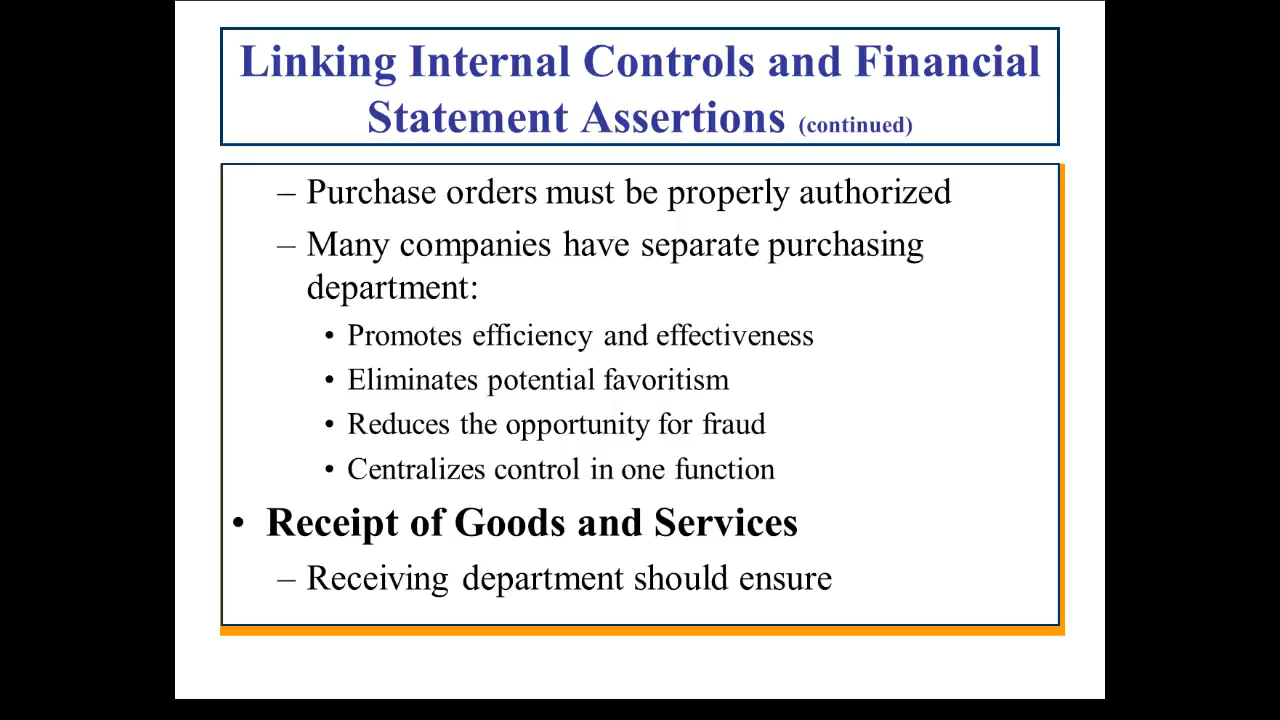 Linking Internal Controls and Financial
Statement Assertions (continued)
– Purchase orders must be properly authorized
– Many companies have separate purchasing
department:
• Promotes efficiency and effectiveness
• Eliminates potential favoritism
• Reduces the opportunity for fraud
• Centralizes control in one function
• Receipt of Goods and Services
– Receiving department should ensure